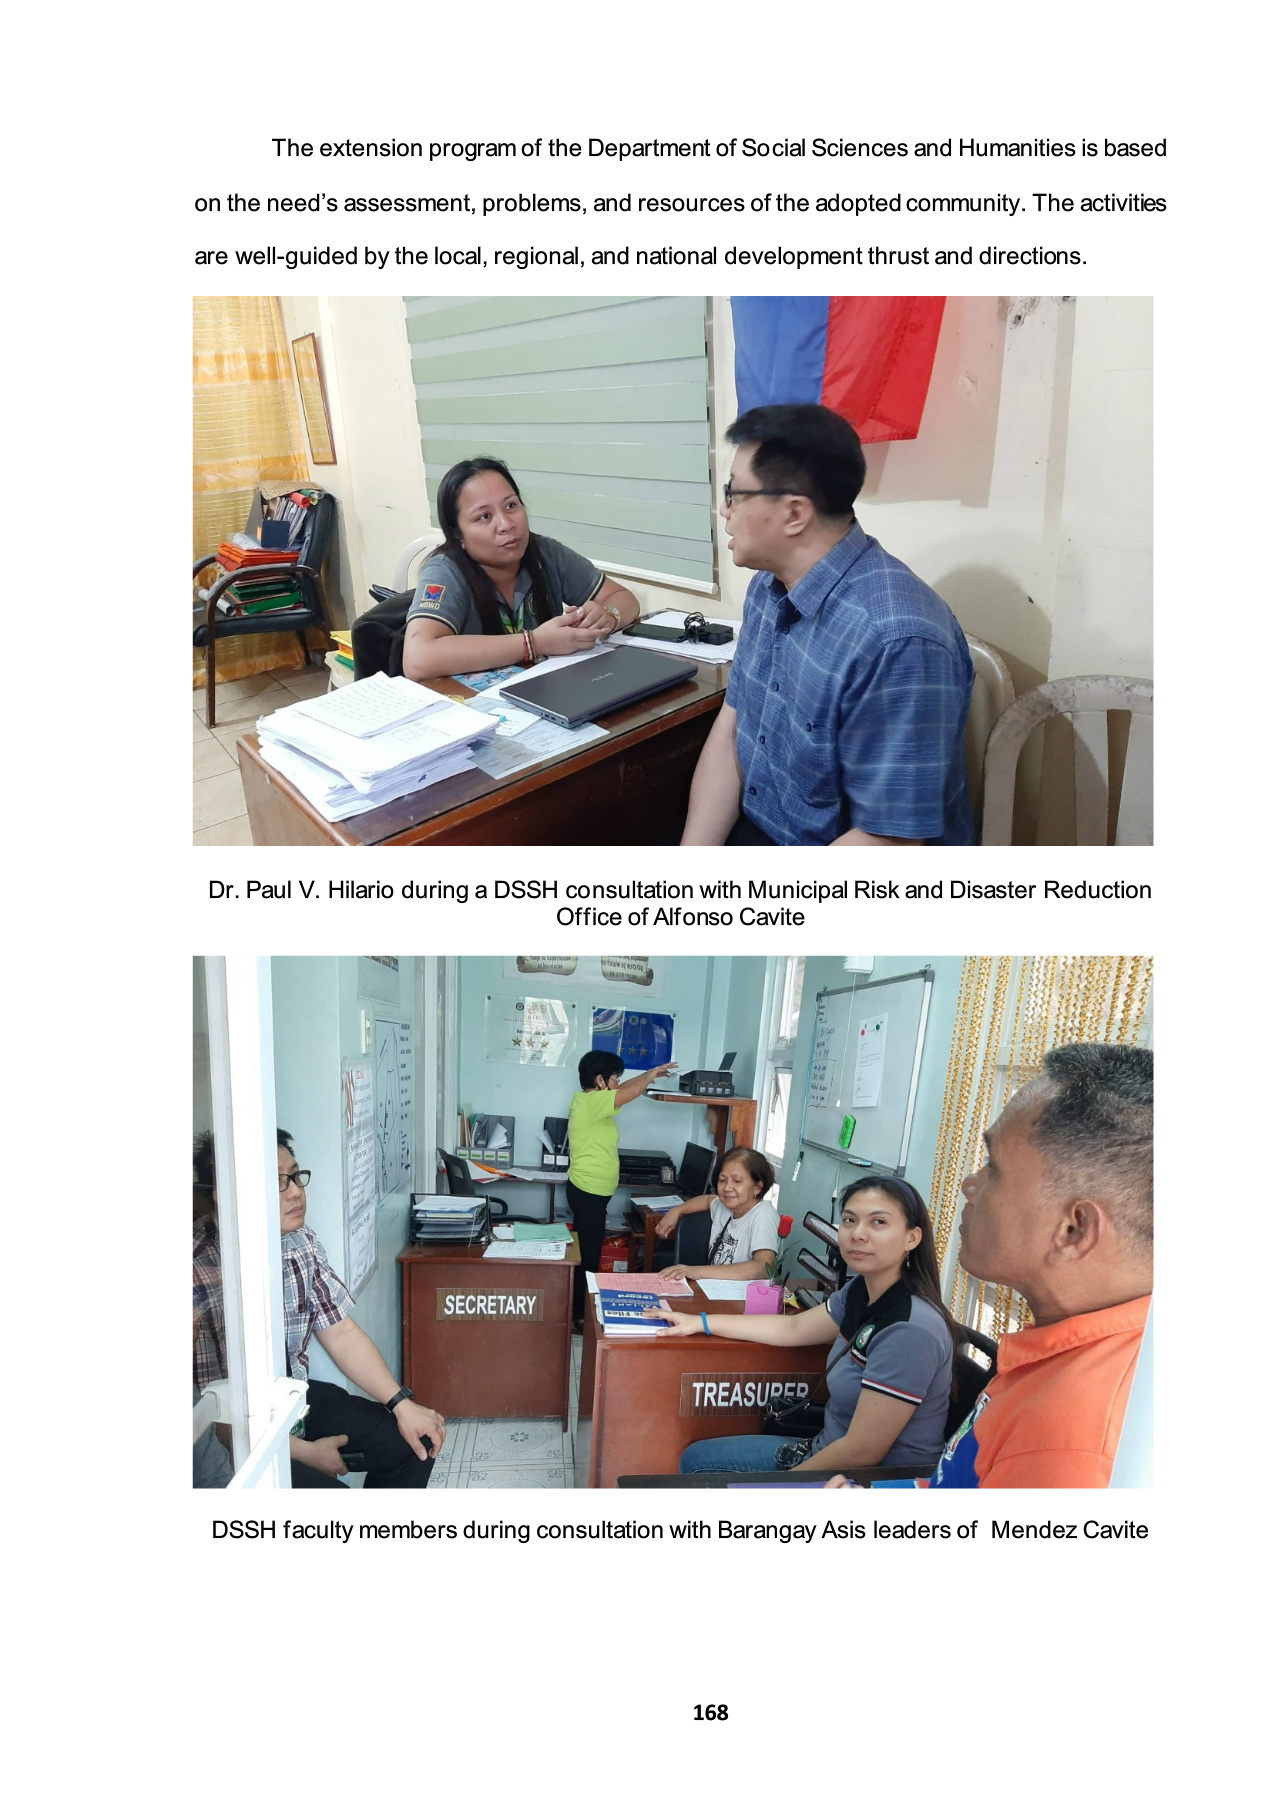 The extension program of the Department of Social Sciences and Humanities is based
on the need’s assessment, problems, and resources of the adopted community. The activities
are well-guided by the local, regional, and national development thrust and directions.
MSWD
Dr. Paul V. Hilario during a DSSH consultation with Municipal Risk and Disaster Reduction
Office of Alfonso Cavite
SECRETARY
TREASURER
DSSH faculty members during consultation with Barangay Asis leaders of Mendez Cavite
168